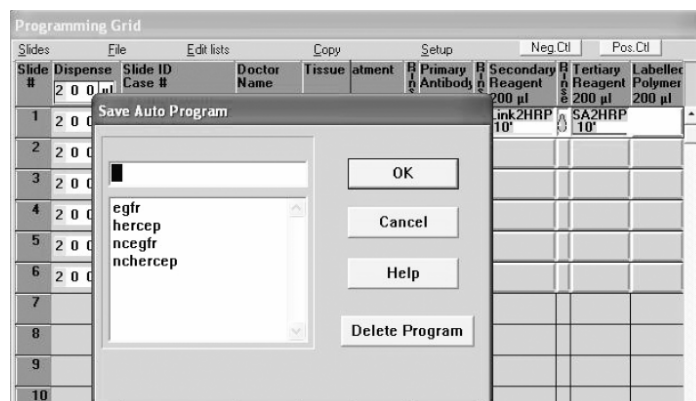 Programming Grid
Slides File Edit lists Copy Setup Neg.Ctl Pos.Ctl
Slide # Dispense 200 µl Slide ID Case # Doctor Name Tissue atment Rinse Primary Antibody Rinse Secondary Reagent 200 µl Rinse Tertiary Reagent 200 µl Labelled Polymer 200 µl
Save Auto Program
1 2 0 0 Link2HRP 10' SA2HRP 10'
2 2 0 0
3 2 0 0
4 2 0 0
5 2 0 0
6 2 0 0
7
8
9
10
OK
egfr
hercep
ncegfr
nchercep
Cancel
Help
Delete Program